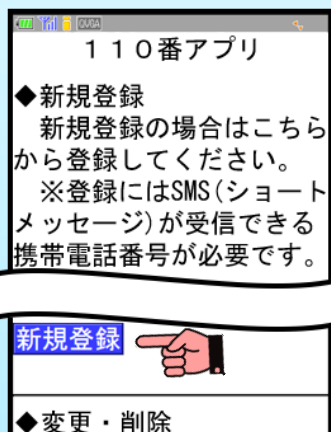 QVGA
110番アプリ
◆新規登録
新規登録の場合はこちら
から登録してください。
※登録にはSMS(ショート
メッセージ)が受信できる
携帯電話番号が必要です。
新規登録
◆変更・削除